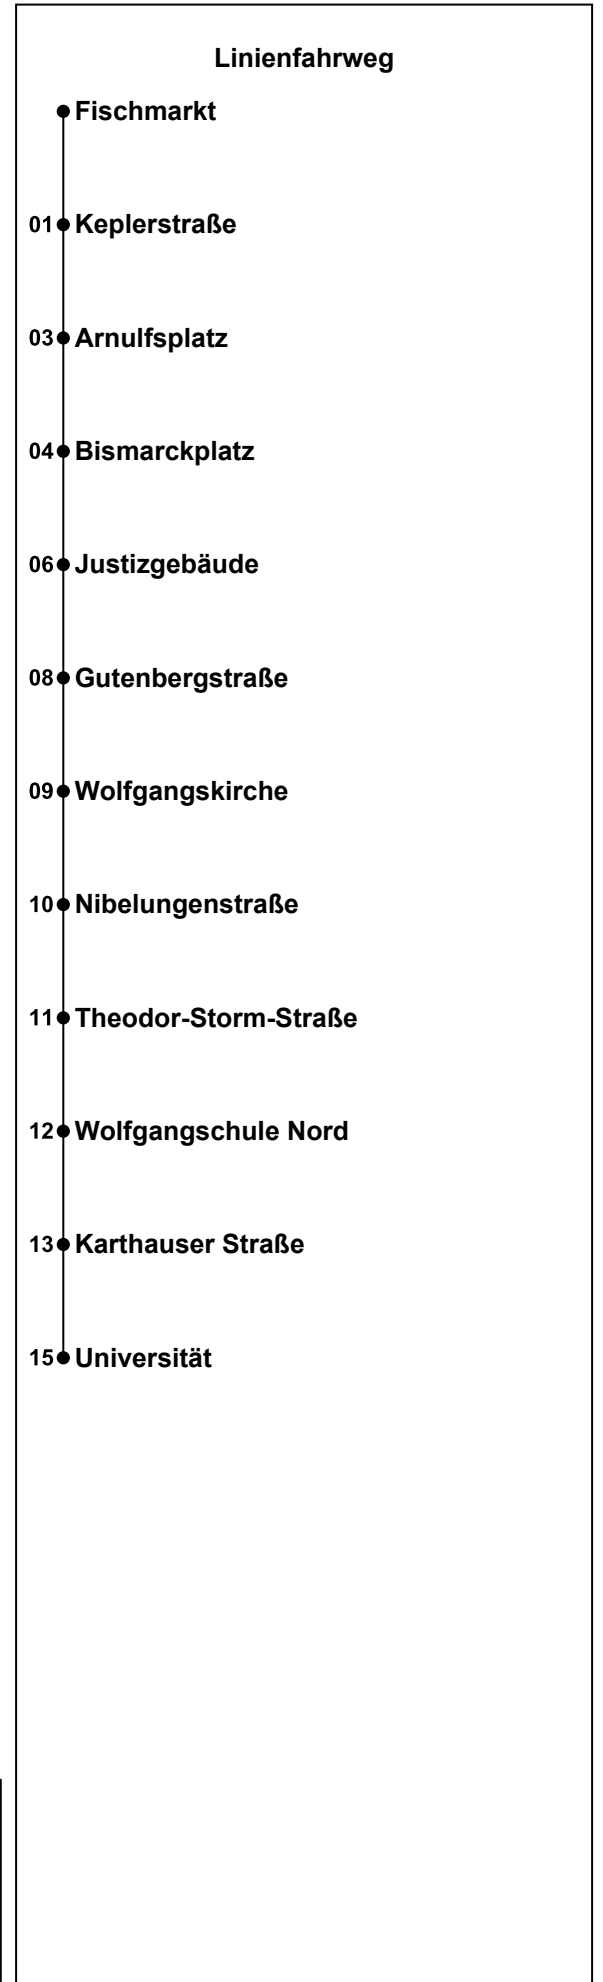 Linienfahrweg
Fischmarkt
01 Keplerstraße
03 Arnulfsplatz
04 Bismarckplatz
06 Justizgebäude
08 Gutenbergstraße
09 Wolfgangskirche
10 Nibelungenstraße
11 Theodor-Storm-Straße
12 Wolfgangschule Nord
13 Karthauser Straße
15 Universität